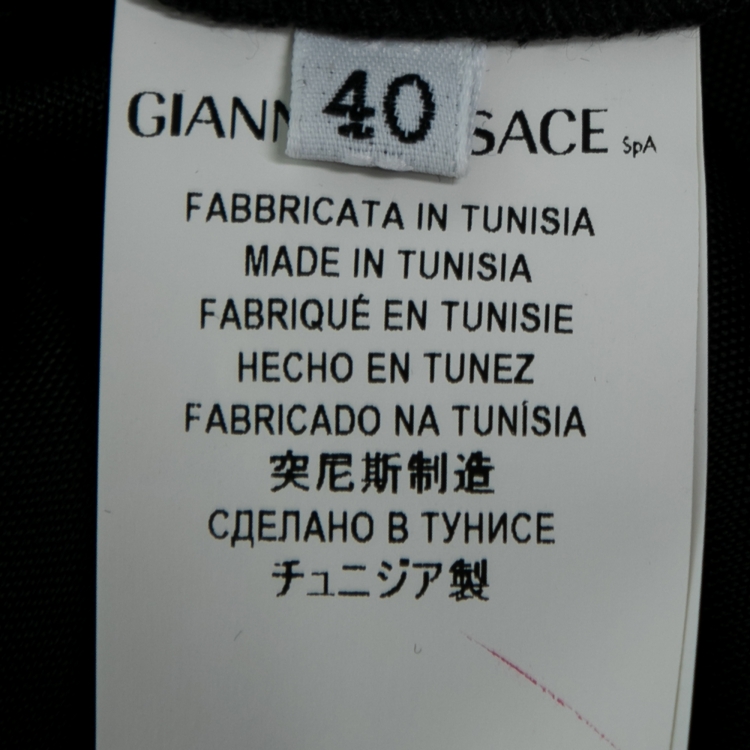 40
GIANN SACE SpA
FABBRICATA IN TUNISIA
MADE IN TUNISIA
FABRIQUÉ EN TUNISIE
HECHO EN TUNEZ
FABRICADO NA TUNÍSIA
突尼斯制造
СДЕЛАНО В ТУНИСЕ
チュニジア製